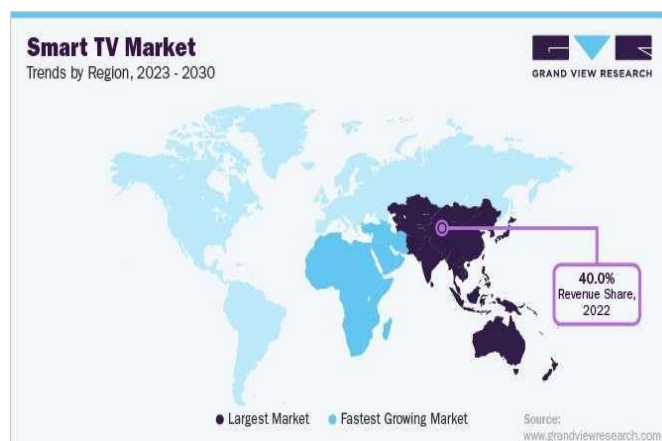 Smart TV Market
Trends by Region, 2023 - 2030
GRAND VIEW RESEARCH
40.0%
Revenue Share,
2022
Largest Market
Fastest Growing Market
Source:
www.grandviewresearch.com